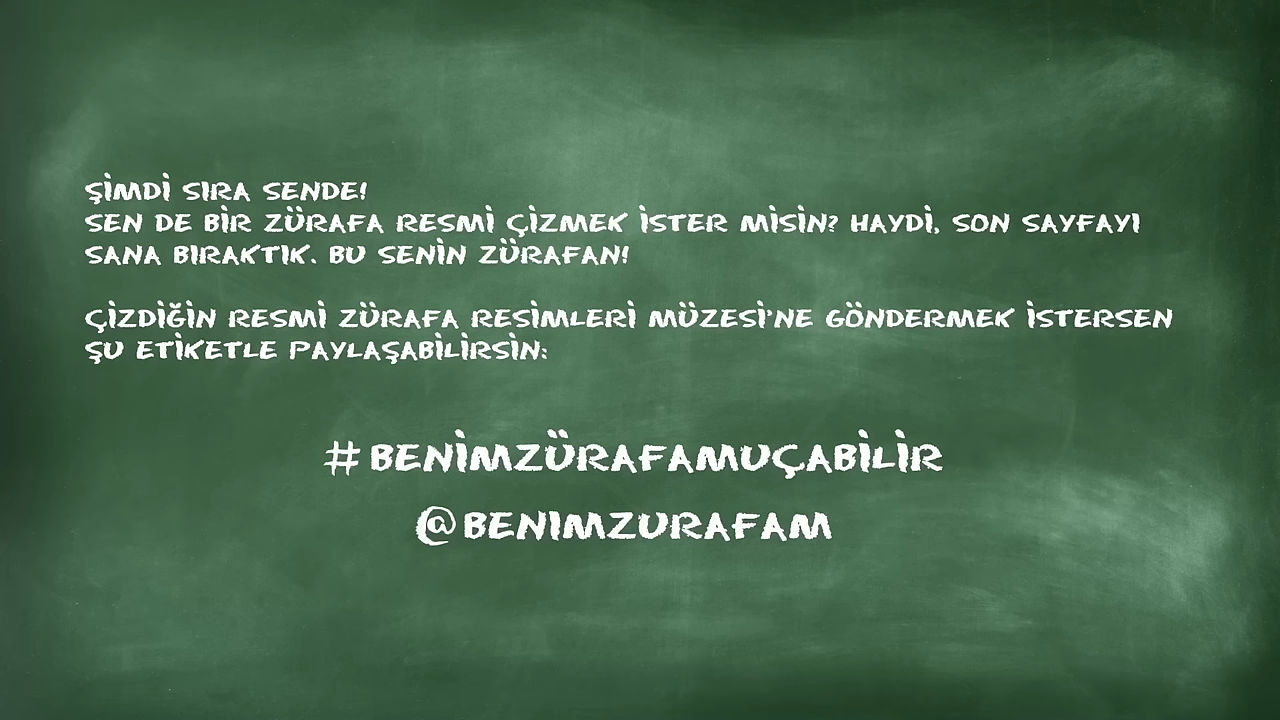 ŞİMDİ SIRA SENDE!
SEN DE BİR ZÜRAFA RESMİ ÇİZMEK İSTER MİSİN? HAYDİ, SON SAYFAYI
SANA BIRAKTIK. BU SENİN ZÜRAFAN!
ÇİZDİĞİN RESMİ ZÜRAFA RESİMLERİ MÜZESİ'NE GÖNDERMEK İSTERSEN
ŞU ETİKETLE PAYLAŞABİLİRSİN:
#BENİMZÜRAFAMUÇABİLİR
@BENIMZURAFAM